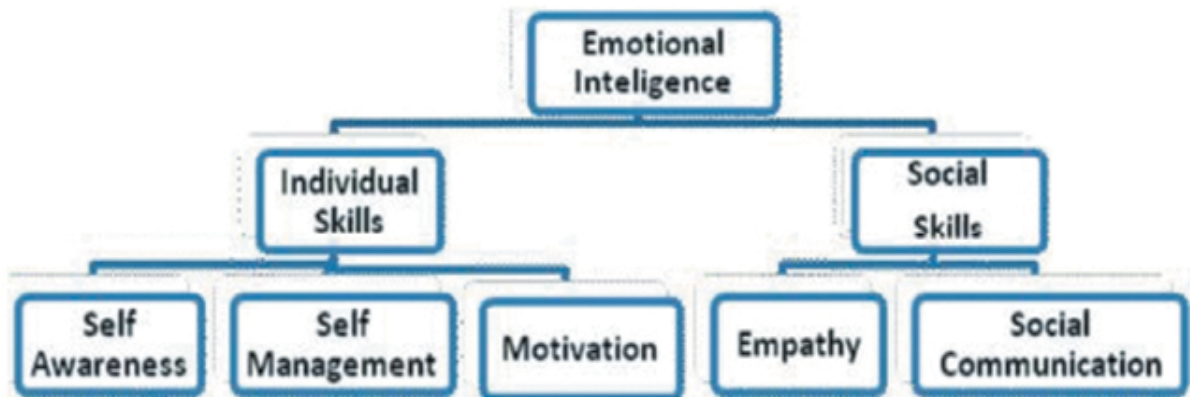 Emotional
Inteligence
Individual
Skills
Social
Skills
Self
Awareness
Self
Management
Motivation
Empathy
Social
Communication